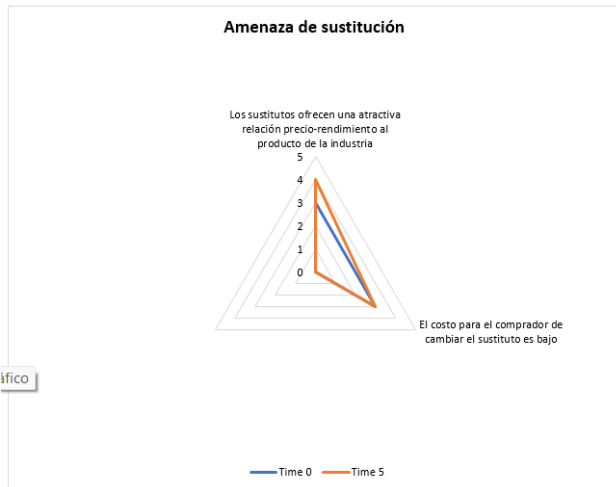 Amenaza de sustitución
Los sustitutos ofrecen una atractiva
relación precio-rendimiento al
producto de la industria
5
4
3
2
1
0
El costo para el comprador de
cambiar el sustituto es bajo
áfico
Time 0
Time 5